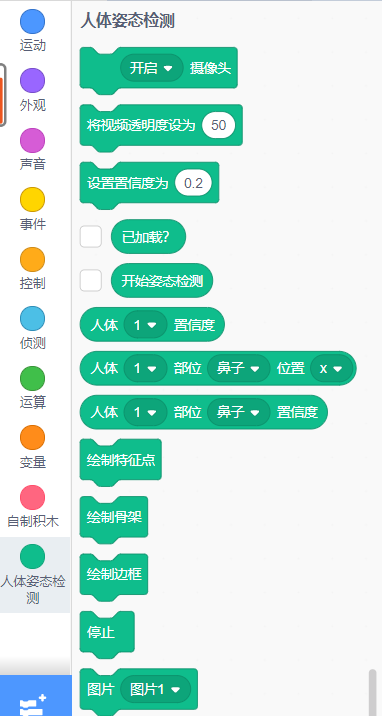 人体姿态检测
运动
外观
声音
事件
控制
侦测
运算
变量
自制积木
人体姿态检
测
开启 摄像头
将视频透明度设为 50
设置置信度为 0.2
已加载?
开始姿态检测
人体 1 置信度
人体 1 部位 鼻子 位置 x
人体 1 部位 鼻子 置信度
绘制特征点
绘制骨架
绘制边框
停止
图片 图片1